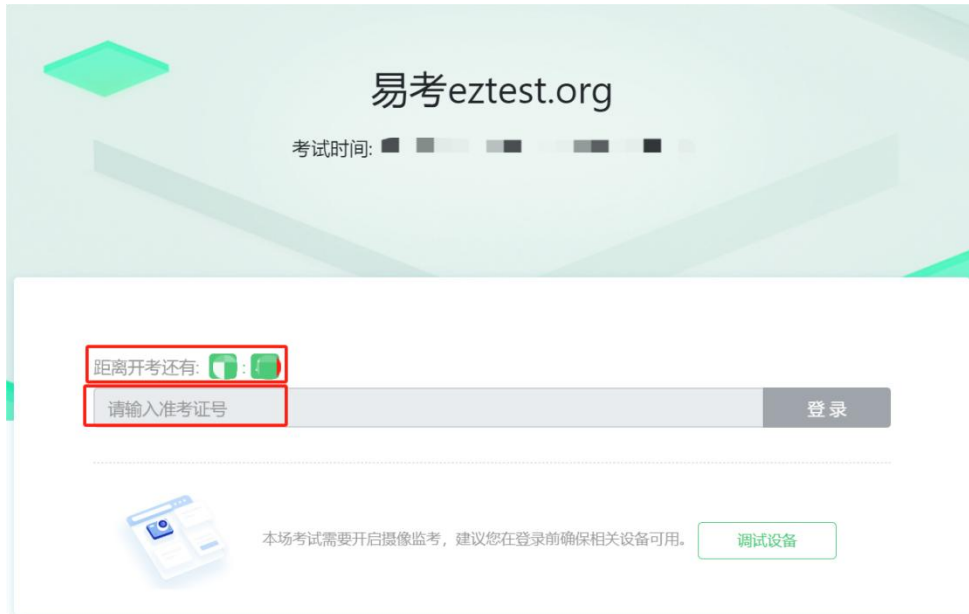 易考eztest.org
考试时间:
距离开考还有: :
请输入准考证号
登录
本场考试需要开启摄像监考，建议您在登录前确保相关设备可用。
调试设备